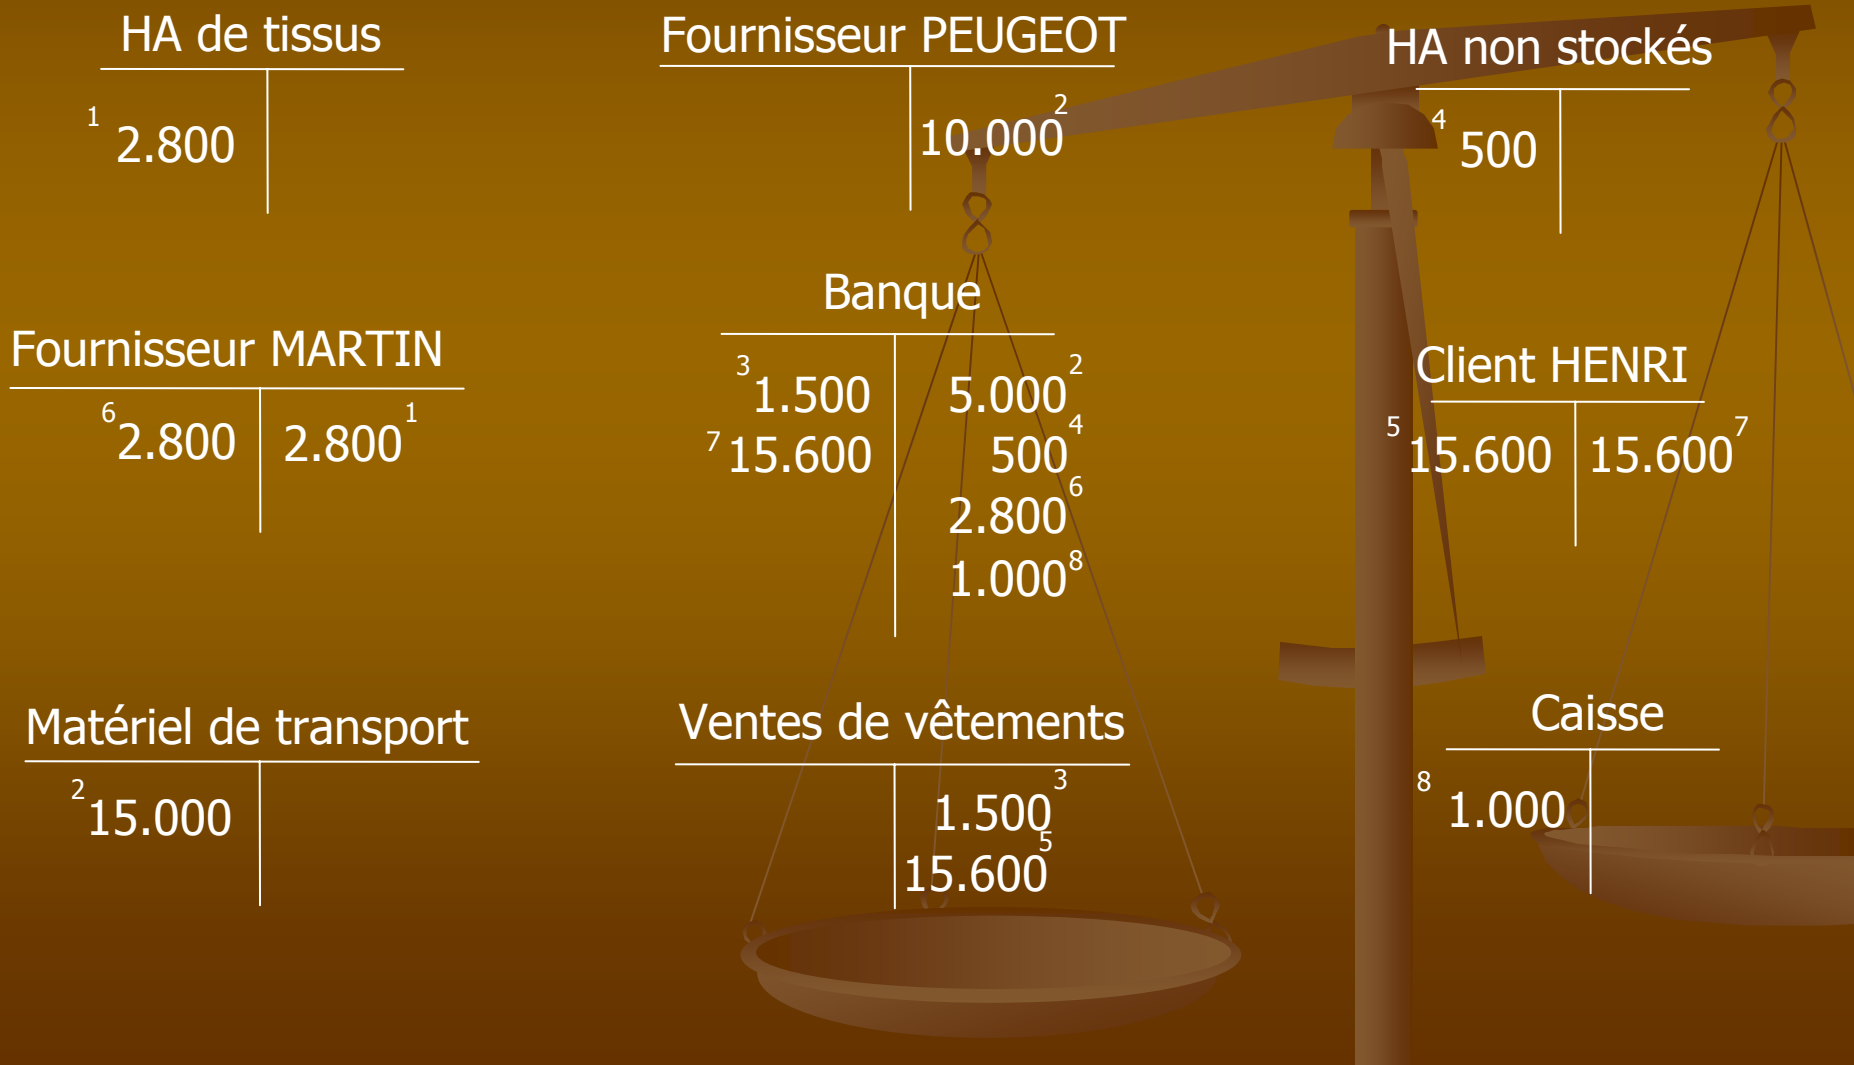 HA de tissus
1 2.800
Fournisseur PEUGEOT
10.000 2
HA non stockés
4 500
Fournisseur MARTIN
6 2.800 2.800 1
Banque
3 1.500 5.000 2
7 15.600 500 4
2.800 6
1.000 8
Client HENRI
5 15.600 15.600 7
Matériel de transport
2 15.000
Ventes de vêtements
1.500 3
15.600 5
Caisse
8 1.000